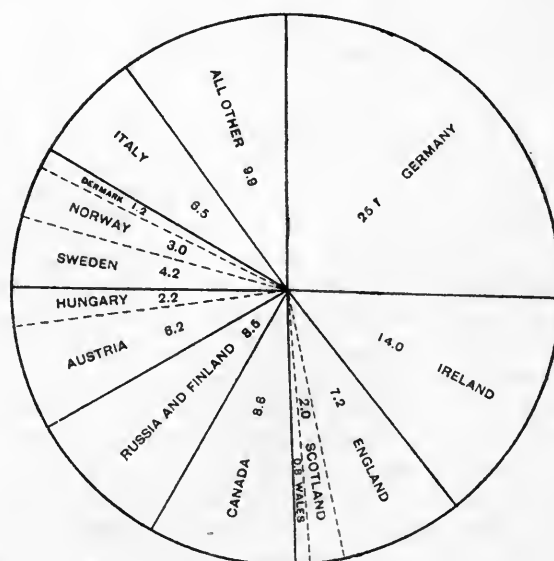 GERMANY
25 7
IRELAND
14.0
ENGLAND
7.2
SCOTLAND
2.0
0.8 WALES
CANADA
8.6
RUSSIA AND FINLAND 8.5
AUSTRIA 6.2
HUNGARY 2.2
SWEDEN 4.2
NORWAY 3.0
DENMARK 1.2
ITALY 6.5
ALL OTHER 9.9